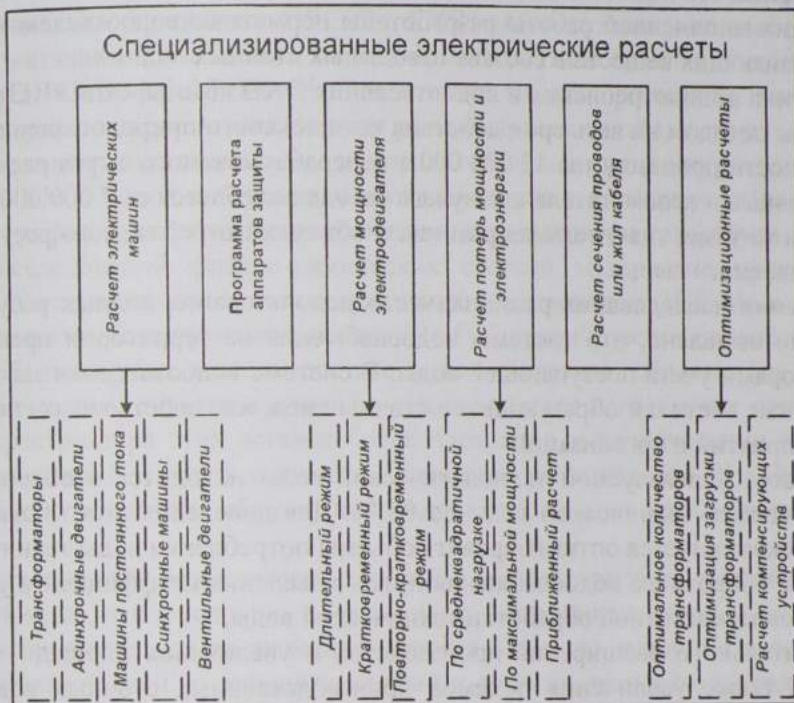 Специализированные электрические расчеты
Расчет электрических
машин
Программа расчета
аппаратов защиты
Расчет мощности
электродвигателя
Расчет потерь мощности и
электроэнергии
Расчет сечения проводов
или жил кабеля
Оптимизационные расчеты
Трансформаторы
Асинхронные двигатели
Машины постоянного тока
Синхронные машины
Вентильные двигатели
Длительный режим
Кратковременный режим
Повторно-кратковременный
режим
По среднеквадратичной
нагрузке
По максимальной мощности
Приближенный расчет
Оптимальное количество
трансформаторов
Оптимизация загрузки
трансформаторов
Расчет компенсирующих
устройств